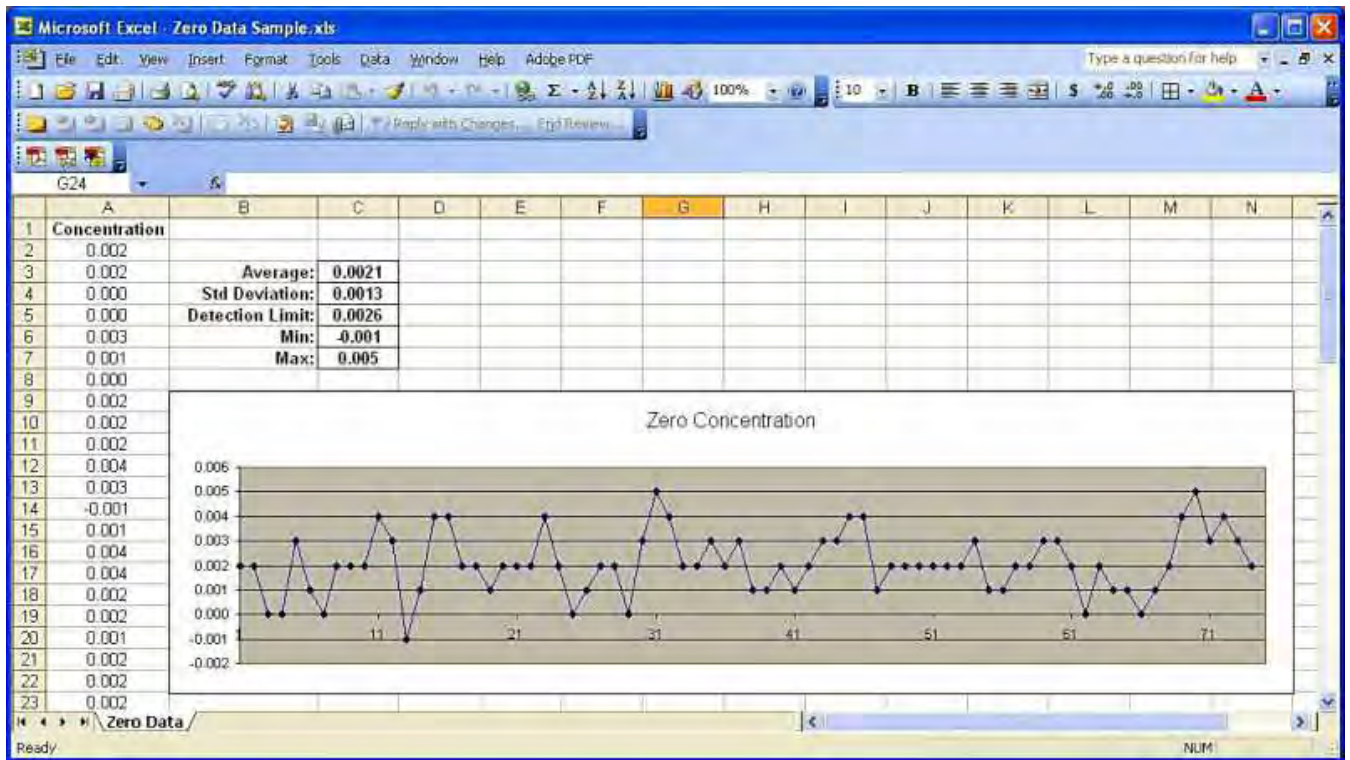 Microsoft Excel - Zero Data Sample.xls
File Edit View Insert Format Tools Data Window Help Adobe PDF Type a question for help
100% 10 B $
Reply with Changes... End Review...
G24 fx
A B C D E F G H I J K L M N
1 Concentration
2 0.002
3 0.002 Average: 0.0021
4 0.000 Std Deviation: 0.0013
5 0.000 Detection Limit: 0.0026
6 0.003 Min: -0.001
7 0.001 Max: 0.005
8 0.000
9 0.002
10 0.002
11 0.002
12 0.004
13 0.003
14 -0.001
15 0.001
16 0.004
17 0.004
18 0.002
19 0.002
20 0.001
21 0.002
22 0.002
23 0.002
Zero Concentration
0.006
0.005
0.004
0.003
0.002
0.001
0.000
-0.001
-0.002
1 11 21 31 41 51 61 71
Zero Data
Ready NUM